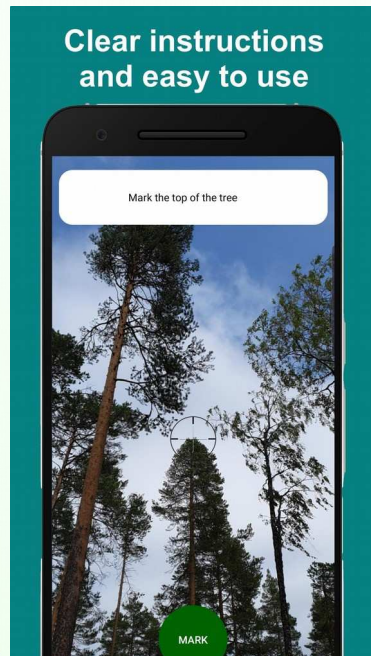 Clear instructions
and easy to use
Mark the top of the tree
MARK